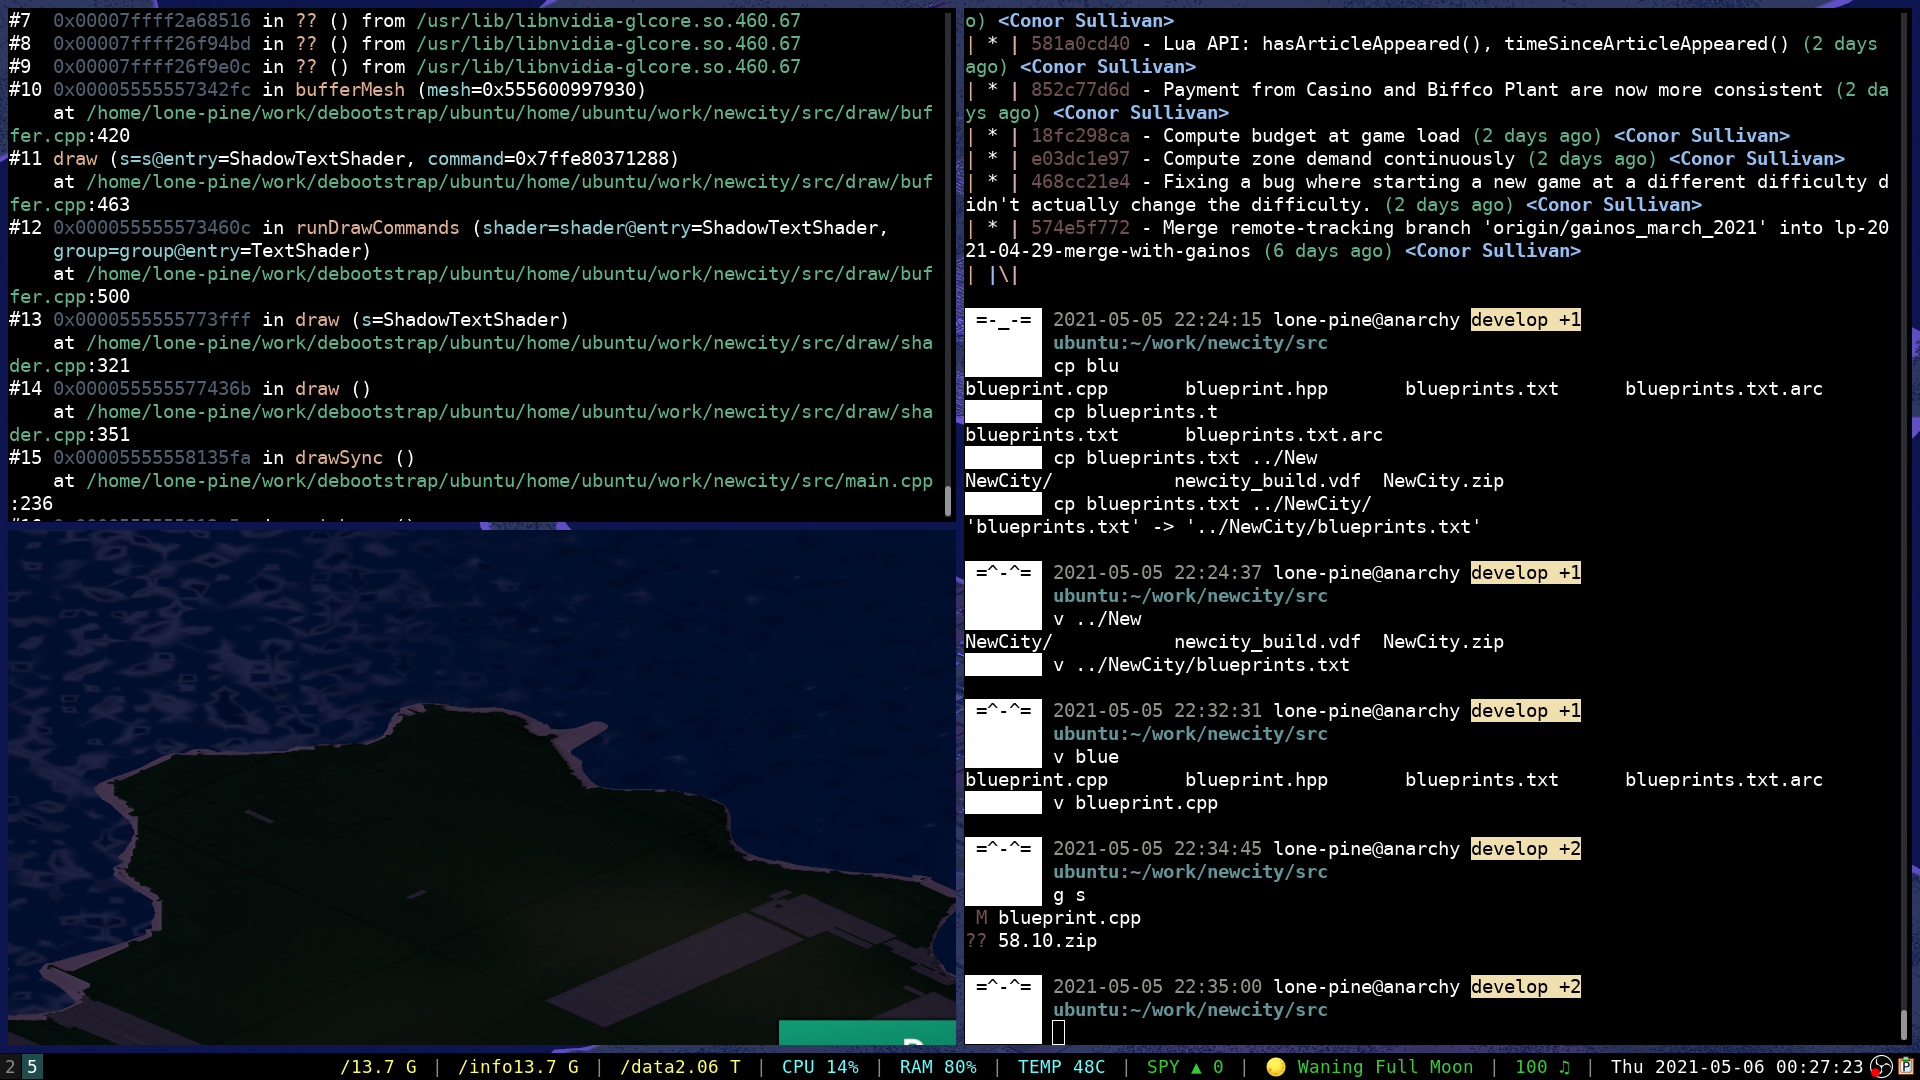 #7  0x00007ffff2a68516 in ?? () from /usr/lib/libnvidia-glcore.so.460.67
#8  0x00007ffff26f94bd in ?? () from /usr/lib/libnvidia-glcore.so.460.67
#9  0x00007ffff26f9e0c in ?? () from /usr/lib/libnvidia-glcore.so.460.67
#10 0x00005555557342fc in bufferMesh (mesh=0x555600997930)
    at /home/lone-pine/work/debootstrap/ubuntu/home/ubuntu/work/newcity/src/draw/buf
fer.cpp:420
#11 draw (s=s@entry=ShadowTextShader, command=0x7ffe80371288)
    at /home/lone-pine/work/debootstrap/ubuntu/home/ubuntu/work/newcity/src/draw/buf
fer.cpp:463
#12 0x000055555573460c in runDrawCommands (shader=shader@entry=ShadowTextShader,
    group=group@entry=TextShader)
    at /home/lone-pine/work/debootstrap/ubuntu/home/ubuntu/work/newcity/src/draw/buf
fer.cpp:500
#13 0x0000555555773fff in draw (s=ShadowTextShader)
    at /home/lone-pine/work/debootstrap/ubuntu/home/ubuntu/work/newcity/src/draw/sha
der.cpp:321
#14 0x000055555577436b in draw ()
    at /home/lone-pine/work/debootstrap/ubuntu/home/ubuntu/work/newcity/src/draw/sha
der.cpp:351
#15 0x00005555558135fa in drawSync ()
    at /home/lone-pine/work/debootstrap/ubuntu/home/ubuntu/work/newcity/src/main.cpp
:236
o) <Conor Sullivan>
| * | 581a0cd40 - Lua API: hasArticleAppeared(), timeSinceArticleAppeared() (2 days
ago) <Conor Sullivan>
| * | 852c77d6d - Payment from Casino and Biffco Plant are now more consistent (2 da
ys ago) <Conor Sullivan>
| * | 18fc298ca - Compute budget at game load (2 days ago) <Conor Sullivan>
| * | e03dc1e97 - Compute zone demand continuously (2 days ago) <Conor Sullivan>
| * | 468cc21e4 - Fixing a bug where starting a new game at a different difficulty d
idn't actually change the difficulty. (2 days ago) <Conor Sullivan>
| * | 574e5f772 - Merge remote-tracking branch 'origin/gainos_march_2021' into lp-20
21-04-29-merge-with-gainos (6 days ago) <Conor Sullivan>
| |\|
=-_-= 2021-05-05 22:24:15 lone-pine@anarchy develop +1
ubuntu:~/work/newcity/src
cp blu
blueprint.cpp       blueprint.hpp       blueprints.txt      blueprints.txt.arc
cp blueprints.t
blueprints.txt      blueprints.txt.arc
cp blueprints.txt ../New
NewCity/           newcity_build.vdf  NewCity.zip
cp blueprints.txt ../NewCity/
'blueprints.txt' -> '../NewCity/blueprints.txt'
=^-^= 2021-05-05 22:24:37 lone-pine@anarchy develop +1
ubuntu:~/work/newcity/src
v ../New
NewCity/           newcity_build.vdf  NewCity.zip
v ../NewCity/blueprints.txt
=^-^= 2021-05-05 22:32:31 lone-pine@anarchy develop +1
ubuntu:~/work/newcity/src
v blue
blueprint.cpp       blueprint.hpp       blueprints.txt      blueprints.txt.arc
v blueprint.cpp
=^-^= 2021-05-05 22:34:45 lone-pine@anarchy develop +2
ubuntu:~/work/newcity/src
g s
 M blueprint.cpp
?? 58.10.zip
=^-^= 2021-05-05 22:35:00 lone-pine@anarchy develop +2
ubuntu:~/work/newcity/src
2 5 /13.7 G | /info13.7 G | /data2.06 T | CPU 14% | RAM 80% | TEMP 48C | SPY ▲ 0 | Waning Full Moon | 100 ♫ | Thu 2021-05-06 00:27:23